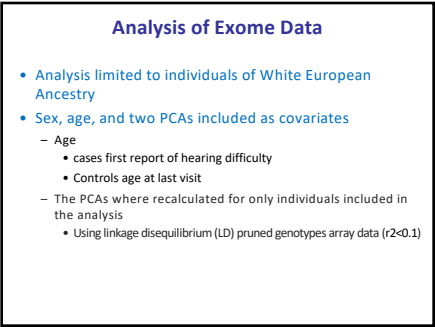 Analysis of Exome Data
• Analysis limited to individuals of White European
Ancestry
• Sex, age, and two PCAs included as covariates
– Age
• cases first report of hearing difficulty
• Controls age at last visit
– The PCAs where recalculated for only individuals included in
the analysis
• Using linkage disequilibrium (LD) pruned genotypes array data (r2<0.1)